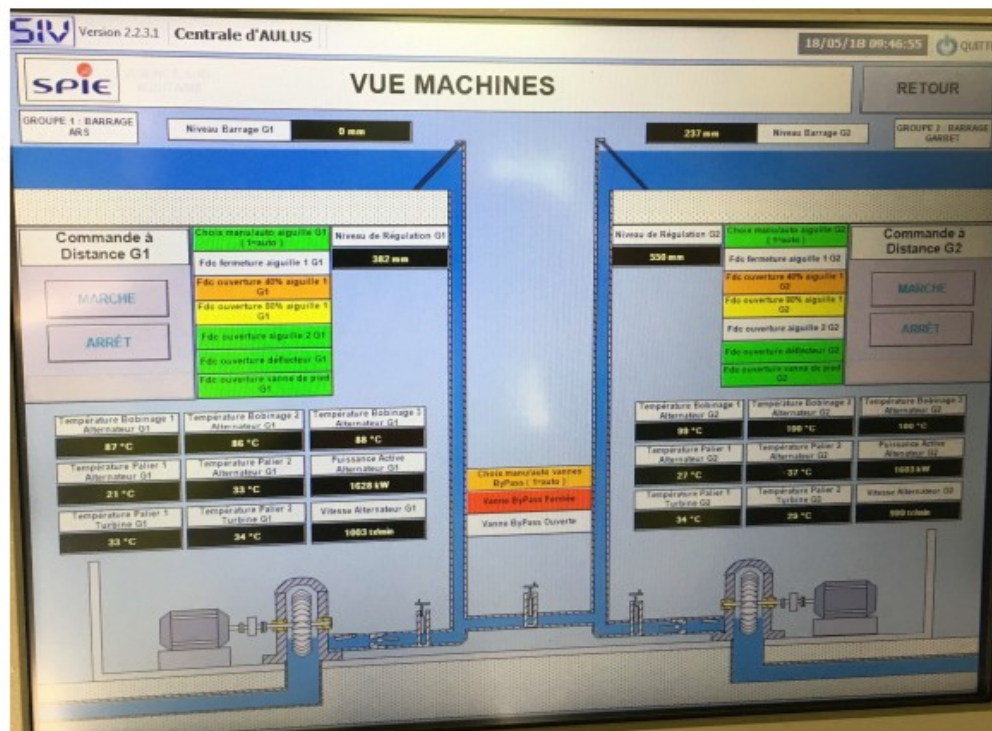 SIV Version 2.2.3.1 Centrale d'AULUS
18/05/18 09:46:55
SPIE
VUE MACHINES
RETOUR
GROUPE 1 : BARRAGE
ARS
Niveau Barrage G1
0 mm
237 mm
Niveau Barrage G2
GROUPE 2 : BARRAGE
GARBET
Commande à
Distance G1
MARCHE
ARRÊT
Choix manu/auto aiguille G1
( 1=auto )
Fdc fermeture aiguille 1 G1
Fdc ouverture 40% aiguille 1
G1
Fdc ouverture 80% aiguille 1
G1
Fdc ouverture aiguille 2 G1
Fdc ouverture déflecteur G1
Fdc ouverture vanne de pied
G1
Niveau de Régulation G1
382 mm
Niveau de Régulation G2
550 mm
Choix manu/auto aiguille G2
( 1=auto )
Fdc fermeture aiguille 1 G2
Fdc ouverture 40% aiguille 1
G2
Fdc ouverture 80% aiguille 1
G2
Fdc ouverture aiguille 2 G2
Fdc ouverture déflecteur G2
Fdc ouverture vanne de pied
G2
Commande à
Distance G2
MARCHE
ARRÊT
Température Bobinage 1
Alternateur G1
87 °C
Température Bobinage 2
Alternateur G1
86 °C
Température Bobinage 3
Alternateur G1
88 °C
Température Palier 1
Alternateur G1
21 °C
Température Palier 2
Alternateur G1
33 °C
Puissance Active
Alternateur G1
1628 kW
Température Palier 1
Turbine G1
33 °C
Température Palier 2
Turbine G1
34 °C
Vitesse Alternateur G1
1003 tr/min
Choix manu/auto vannes
ByPass ( 1=auto )
Vanne ByPass Fermée
Vanne ByPass Ouverte
Température Bobinage 1
Alternateur G2
99 °C
Température Bobinage 2
Alternateur G2
100 °C
Température Bobinage 3
Alternateur G2
100 °C
Température Palier 1
Alternateur G2
27 °C
Température Palier 2
Alternateur G2
37 °C
Puissance Active
Alternateur G2
1603 kW
Température Palier 1
Turbine G2
34 °C
Température Palier 2
Turbine G2
29 °C
Vitesse Alternateur G2
tr/min